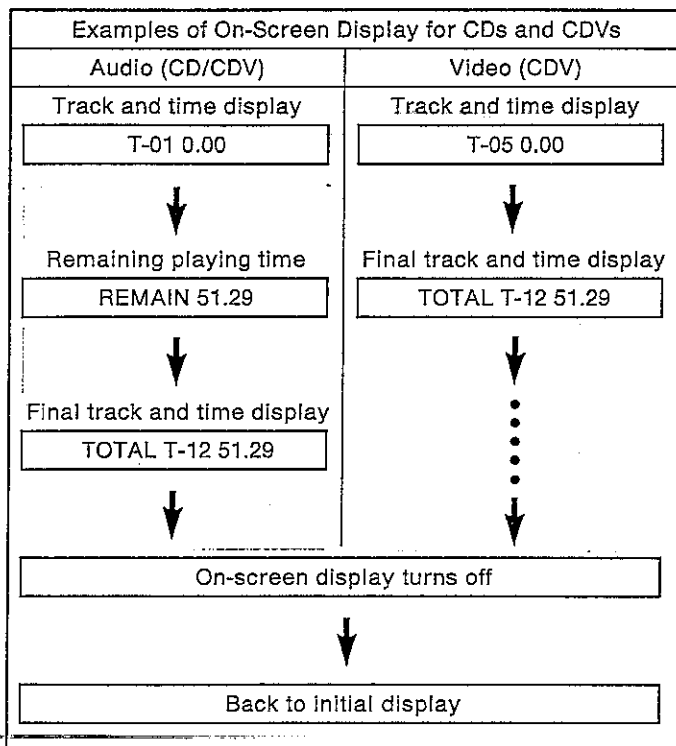 Examples of On-Screen Display for CDs and CDVs
Audio (CD/CDV)
Video (CDV)
Track and time display
T-01 0.00
Remaining playing time
REMAIN 51.29
Final track and time display
TOTAL T-12 51.29
Track and time display
T-05 0.00
Final track and time display
TOTAL T-12 51.29
On-screen display turns off
Back to initial display